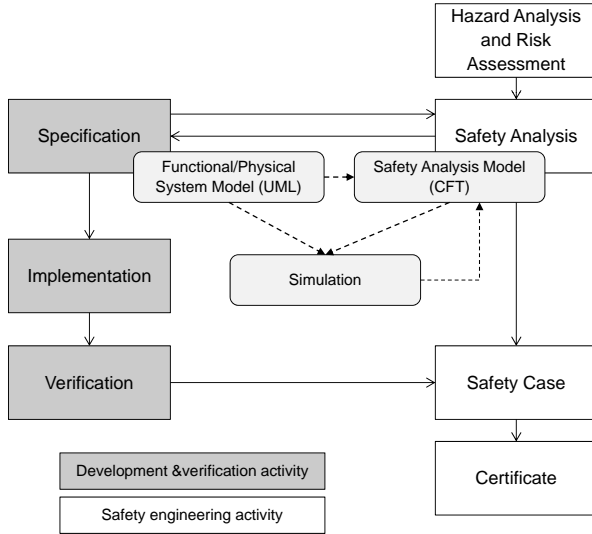 Hazard Analysis
and Risk
Assessment
Specification
Safety Analysis
Functional/Physical
System Model (UML)
Safety Analysis Model
(CFT)
Implementation
Simulation
Verification
Safety Case
Development &verification activity
Certificate
Safety engineering activity